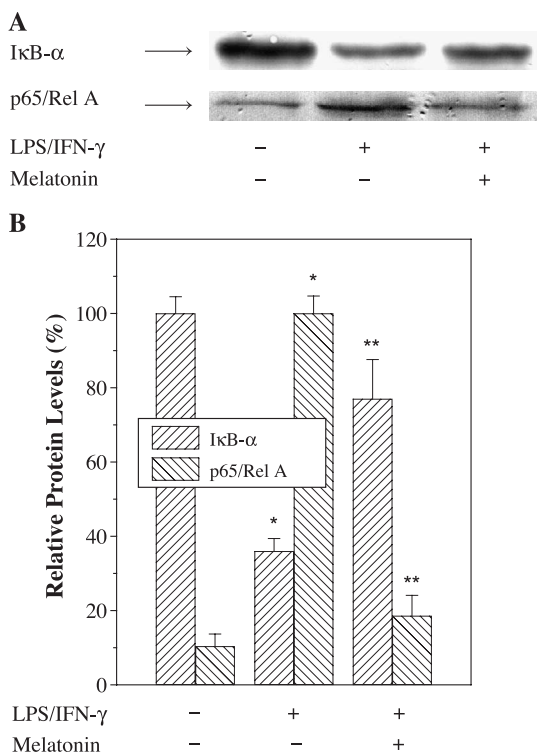 A
IκB-α
p65/Rel A
LPS/IFN-γ – + +
Melatonin – – +
B
Relative Protein Levels (%)
120
100
80
60
40
20
0
* ** * **
IκB-α
p65/Rel A
LPS/IFN-γ – + +
Melatonin – – +